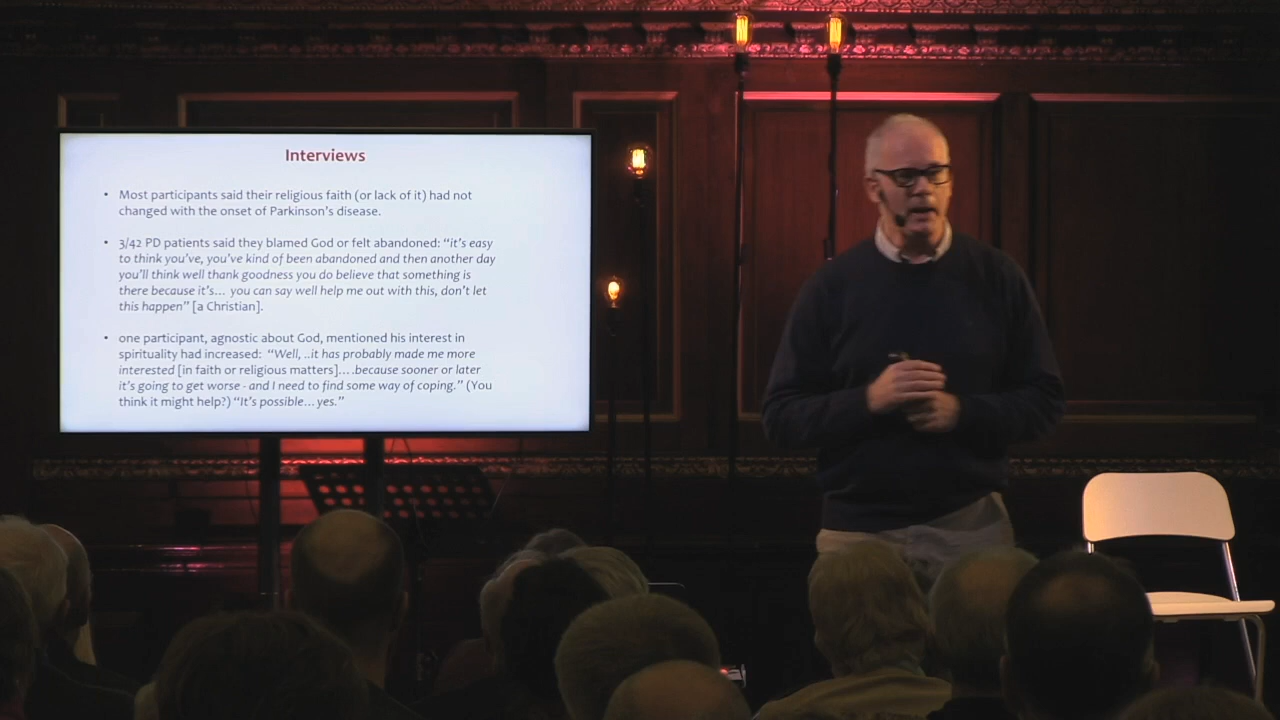 Interviews
• Most participants said their religious faith (or lack of it) had not
changed with the onset of Parkinson's disease.
• 3/42 PD patients said they blamed God or felt abandoned: "it's easy
to think you've, you've kind of been abandoned and then another day
you'll think well thank goodness you do believe that something is
there because it's... you can say well help me out with this, don't let
this happen" [a Christian].
• one participant, agnostic about God, mentioned his interest in
spirituality had increased: "Well, ..it has probably made me more
interested [in faith or religious matters]....because sooner or later
it's going to get worse - and I need to find some way of coping." (You
think it might help?) "It's possible... yes."